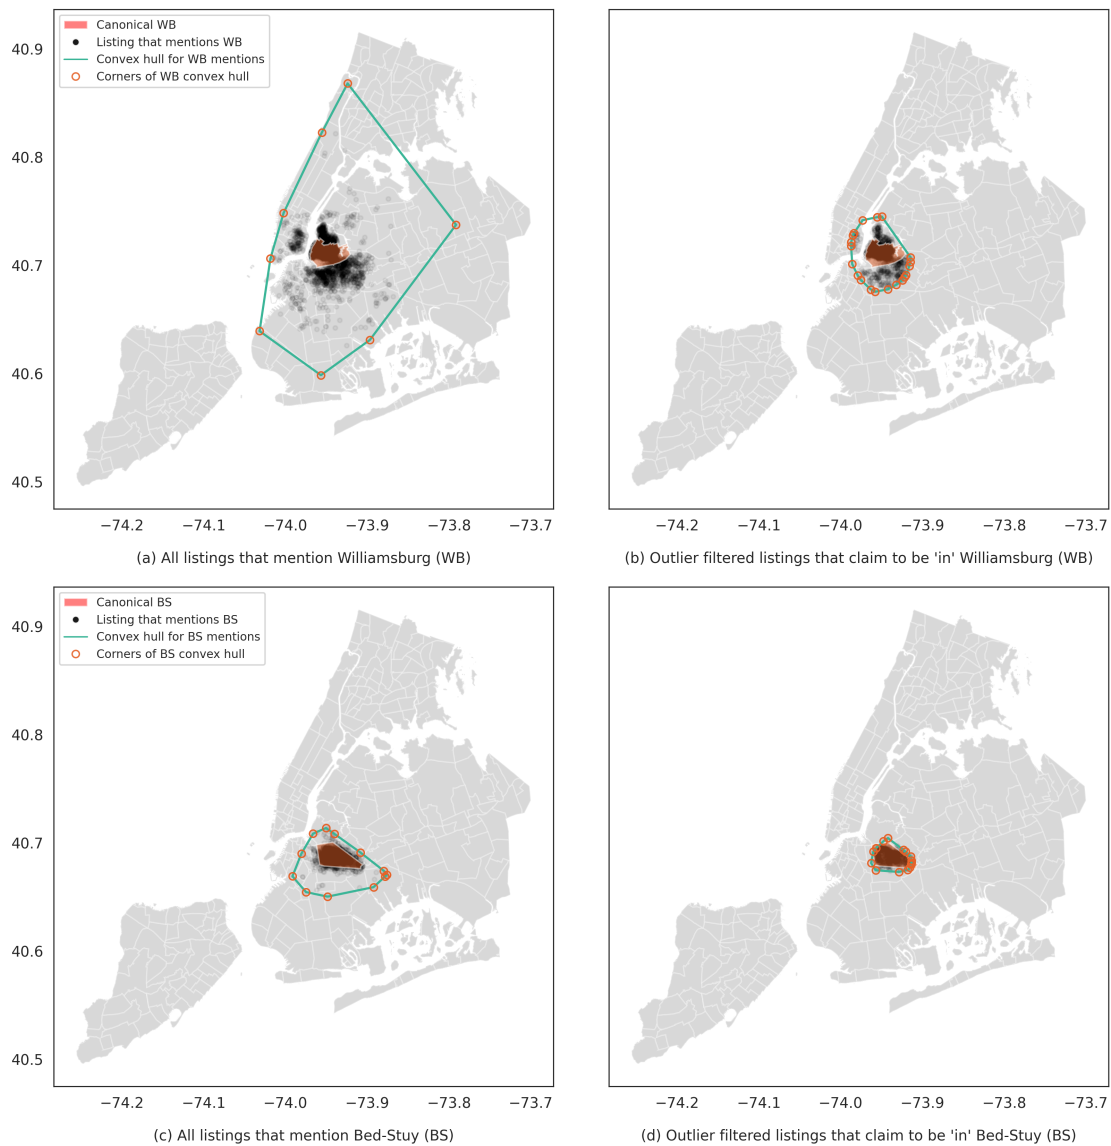 Canonical WB
Listing that mentions WB
Convex hull for WB mentions
Corners of WB convex hull
40.9
40.8
40.7
40.6
40.5
−74.2 −74.1 −74.0 −73.9 −73.8 −73.7
−74.2 −74.1 −74.0 −73.9 −73.8 −73.7
(a) All listings that mention Williamsburg (WB)
(b) Outlier filtered listings that claim to be 'in' Williamsburg (WB)
Canonical BS
Listing that mentions BS
Convex hull for BS mentions
Corners of BS convex hull
40.9
40.8
40.7
40.6
40.5
−74.2 −74.1 −74.0 −73.9 −73.8 −73.7
−74.2 −74.1 −74.0 −73.9 −73.8 −73.7
(c) All listings that mention Bed-Stuy (BS)
(d) Outlier filtered listings that claim to be 'in' Bed-Stuy (BS)